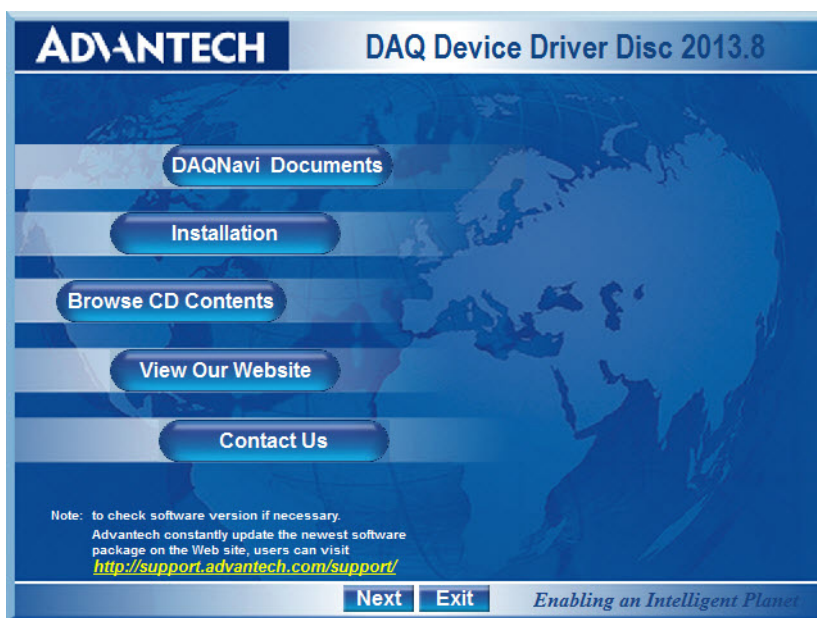 ADVANTECH
DAQ Device Driver Disc 2013.8
DAQNavi Documents
Installation
Browse CD Contents
View Our Website
Contact Us
Note: to check software version if necessary.
Advantech constantly update the newest software
package on the Web site, users can visit
http://support.advantech.com/support/
Next
Exit
Enabling an Intelligent Planet